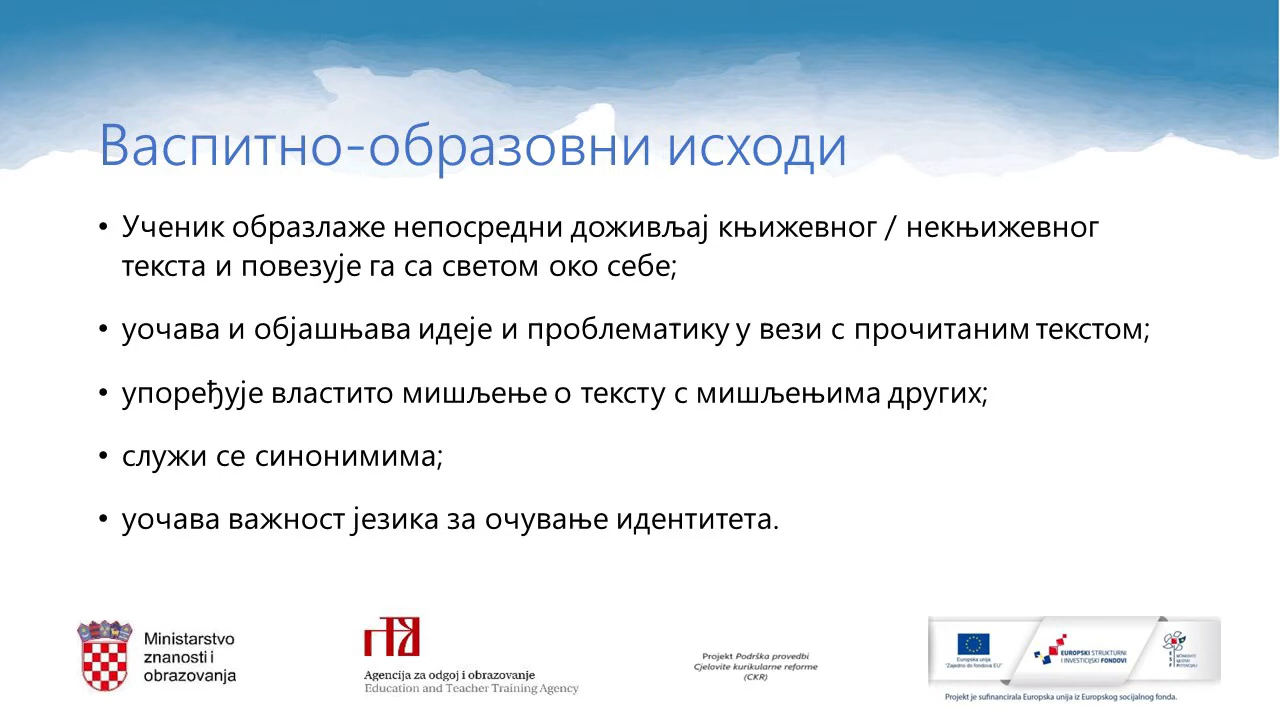 Васпитно-образовни исходи
• Ученик образлаже непосредни доживљај књижевног / некњижевног
текста и повезује га са светом око себе;
• уочава и објашњава идеје и проблематику у вези с прочитаним текстом;
• упоређује властито мишљење о тексту с мишљењима других;
• служи се синонимима;
• уочава важност језика за очување идентитета.
Ministarstvo
znanosti i
obrazovanja
Agencija za odgoj i obrazovanje
Education and Teacher Training Agency
Projekt Podrška provedbi
Cjelovite kurikularne reforme
(CKR)
Europska unija
"Zajedno do fondova EU"
EUROPSKI STRUKTURNI
I INVESTICIJSKI FONDOVI
Projekt je sufinancirala Europska unija iz Europskog socijalnog fonda.